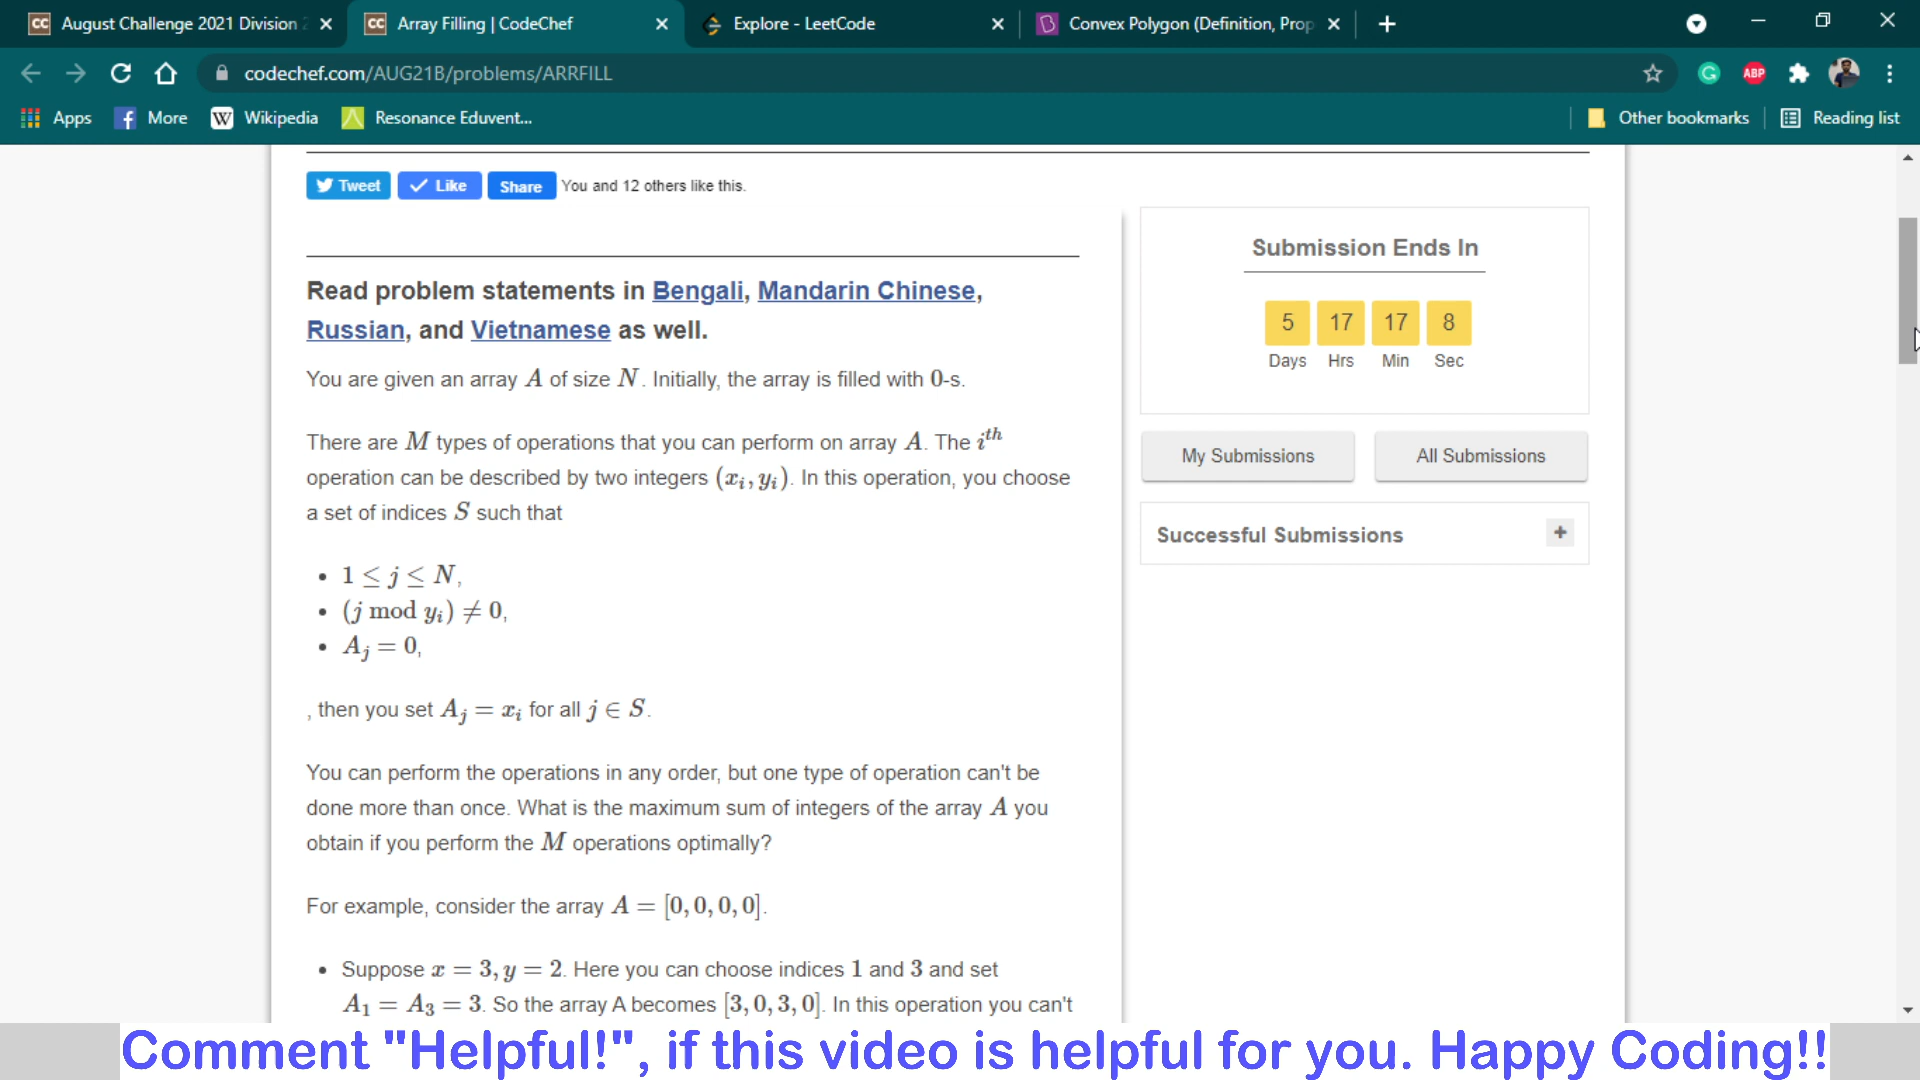 August Challenge 2021 Division 2
Array Filling | CodeChef
Explore - LeetCode
Convex Polygon (Definition, Prop
codechef.com/AUG21B/problems/ARRFILL
ABP
Apps
More
Wikipedia
Resonance Eduvent...
Other bookmarks
Reading list
Tweet
Like
Share
You and 12 others like this.
Read problem statements in Bengali, Mandarin Chinese,
Russian, and Vietnamese as well.
You are given an array A of size N. Initially, the array is filled with 0-s.
There are M types of operations that you can perform on array A. The i^{th}
operation can be described by two integers (x_i, y_i). In this operation, you choose
a set of indices S such that
• 1 ≤ j ≤ N,
• (j mod y_i) ≠ 0,
• A_j = 0,
, then you set A_j = x_i for all j ∈ S.
You can perform the operations in any order, but one type of operation can't be
done more than once. What is the maximum sum of integers of the array A you
obtain if you perform the M operations optimally?
For example, consider the array A = [0, 0, 0, 0].
• Suppose x = 3, y = 2. Here you can choose indices 1 and 3 and set
A_1 = A_3 = 3. So the array A becomes [3, 0, 3, 0]. In this operation you can't
Submission Ends In
5 17 17 8
Days Hrs Min Sec
My Submissions
All Submissions
Successful Submissions
+
Comment "Helpful!", if this video is helpful for you. Happy Coding!!